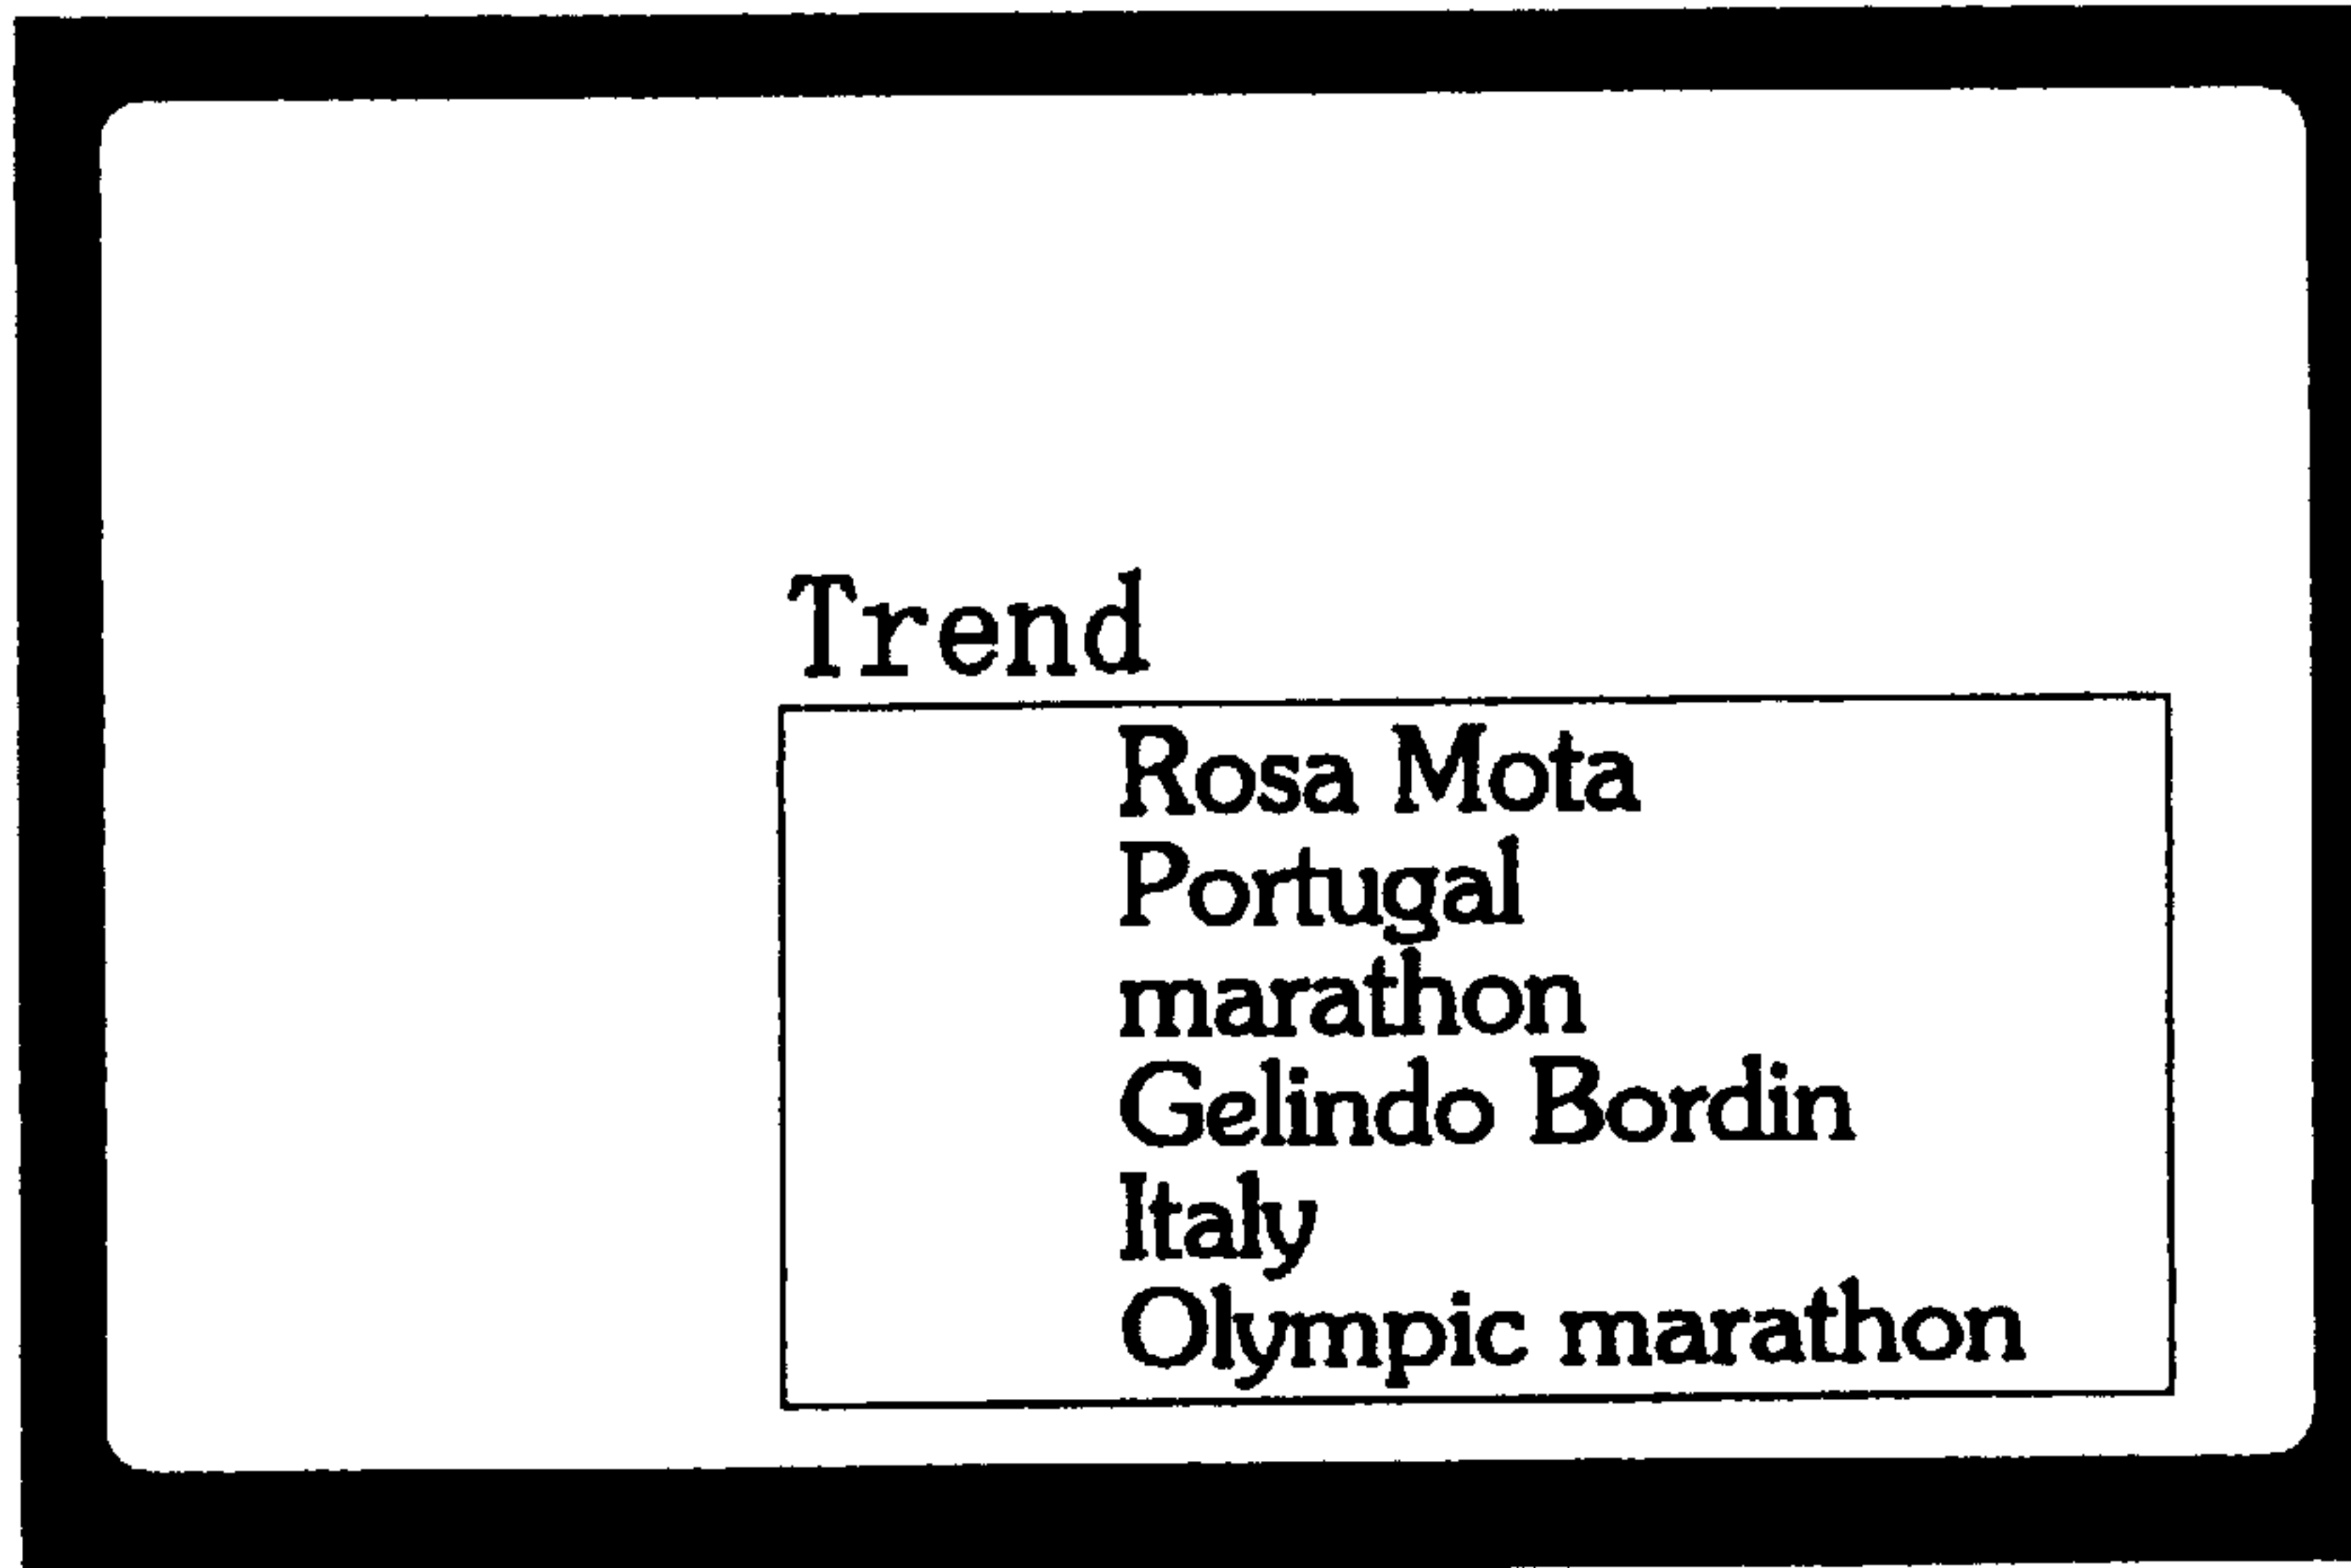 Trend
Rosa Mota
Portugal
marathon
Gelindo Bordin
Italy
Olympic marathon